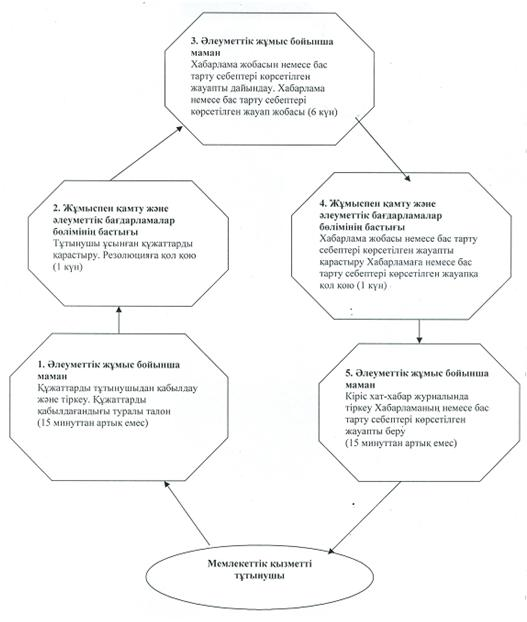 3. Әлеуметтік жұмыс бойынша
маман
Хабарлама жобасын немесе бас
тарту себептері көрсетілген
жауапты дайындау. Хабарлама
немесе бас тарту себептері
көрсетілген жауап жобасы (6 күн)
2. Жұмыспен қамту және
әлеуметтік бағдарламалар
бөлімінің бастығы
Тұтынушы ұсынған құжаттарды
қарастыру. Резолюцияға қол қою
(1 күн)
4. Жұмыспен қамту және
әлеуметтік бағдарламалар
бөлімінің бастығы
Хабарлама жобасы немесе бас тарту
себептері көрсетілген жауапты
қарастыру Хабарламаға немесе бас
тарту себептері көрсетілген жауапқа
қол қою (1 күн)
1. Әлеуметтік жұмыс бойынша
маман
Құжаттарды тұтынушыдан қабылдау
және тіркеу. Құжаттарды
қабылдағандығы туралы талон
(15 минуттан артық емес)
5. Әлеуметтік жұмыс бойынша
маман
Кіріс хат-хабар журналында
тіркеу Хабарламаның немесе бас
тарту себептері көрсетілген
жауапты беру
(15 минуттан артық емес)
Мемлекеттік қызметті
тұтынушы